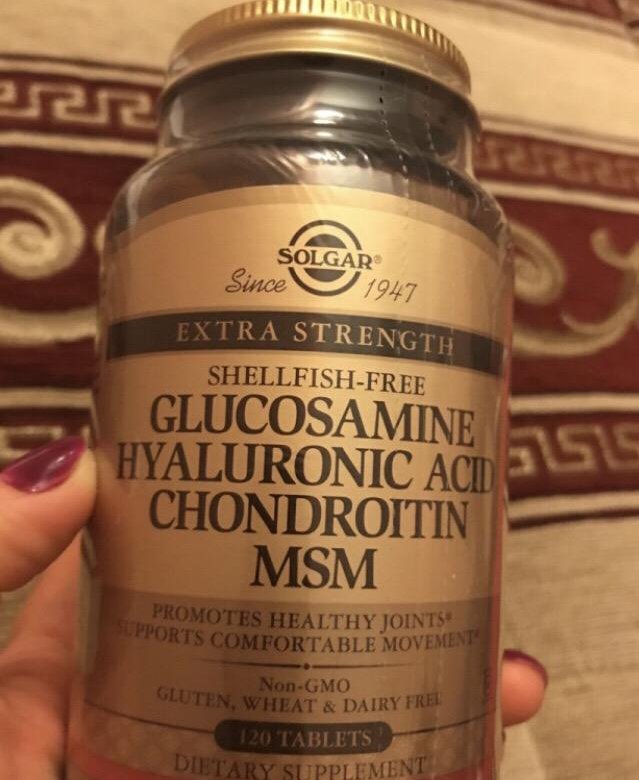 SOLGAR®
Since 1947
EXTRA STRENGTH
SHELLFISH-FREE
GLUCOSAMINE
HYALURONIC ACID
CHONDROITIN
MSM
PROMOTES HEALTHY JOINTS*
SUPPORTS COMFORTABLE MOVEMENT*
Non-GMO
GLUTEN, WHEAT & DAIRY FREE
120 TABLETS
DIETARY SUPPLEMENT